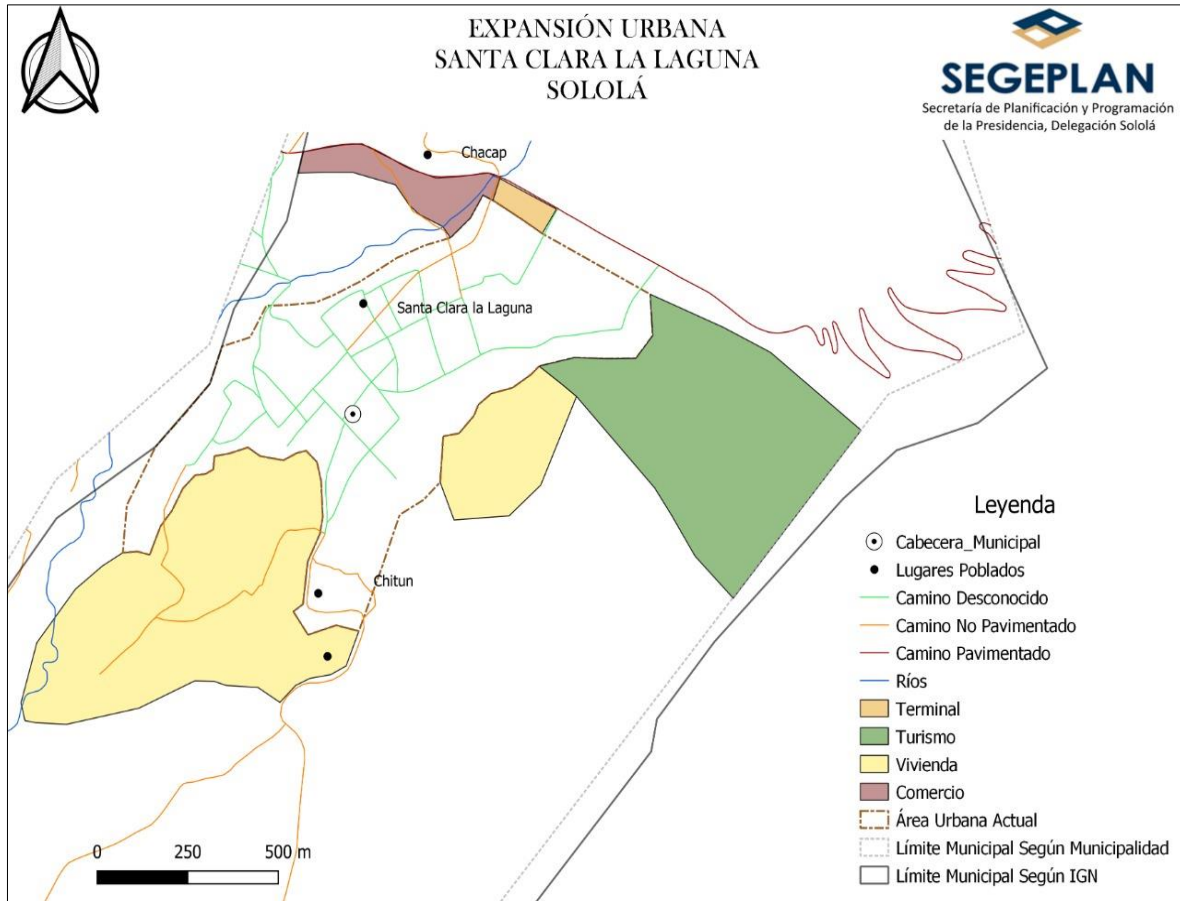 EXPANSIÓN URBANA
SANTA CLARA LA LAGUNA
SOLOLÁ
SEGEPLAN
Secretaría de Planificación y Programación
de la Presidencia, Delegación Sololá
Chacap
Santa Clara la Laguna
Chitun
Leyenda
Cabecera_Municipal
Lugares Poblados
Camino Desconocido
Camino No Pavimentado
Camino Pavimentado
Ríos
Terminal
Turismo
Vivienda
Comercio
Área Urbana Actual
Límite Municipal Según Municipalidad
Límite Municipal Según IGN
0 250 500 m